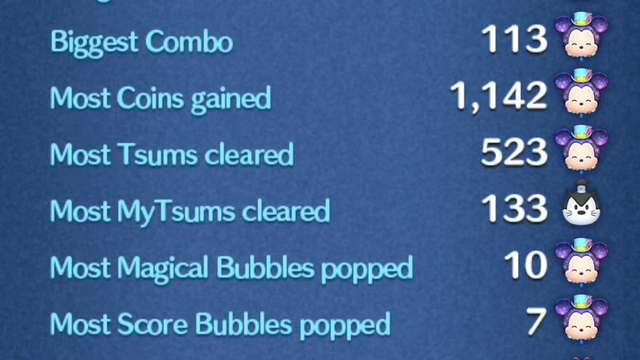 Biggest Combo 113
Most Coins gained 1,142
Most Tsums cleared 523
Most MyTsums cleared 133
Most Magical Bubbles popped 10
Most Score Bubbles popped 7